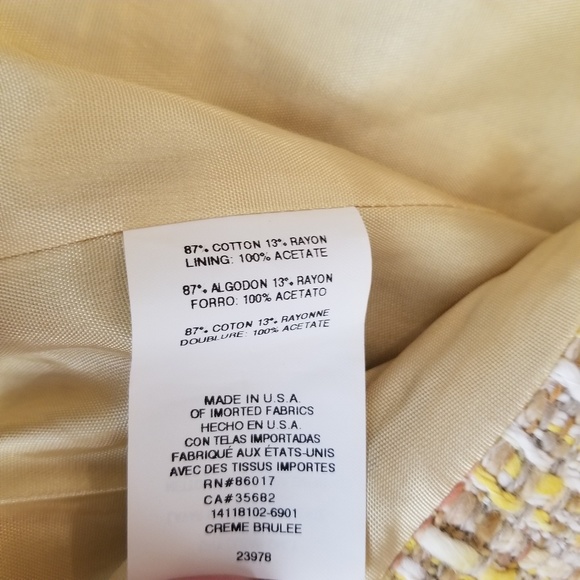 87% COTTON 13% RAYON
LINING: 100% ACETATE
87% ALGODON 13% RAYON
FORRO: 100% ACETATO
87% COTON 13% RAYONNE
DOUBLURE: 100% ACETATE
MADE IN U.S.A.
OF IMORTED FABRICS
HECHO EN U.S.A.
CON TELAS IMPORTADAS
FABRIQUÉ AUX ÉTATS-UNIS
AVEC DES TISSUS IMPORTES
RN#86017
CA#35682
14118102-6901
CREME BRULEE
23978